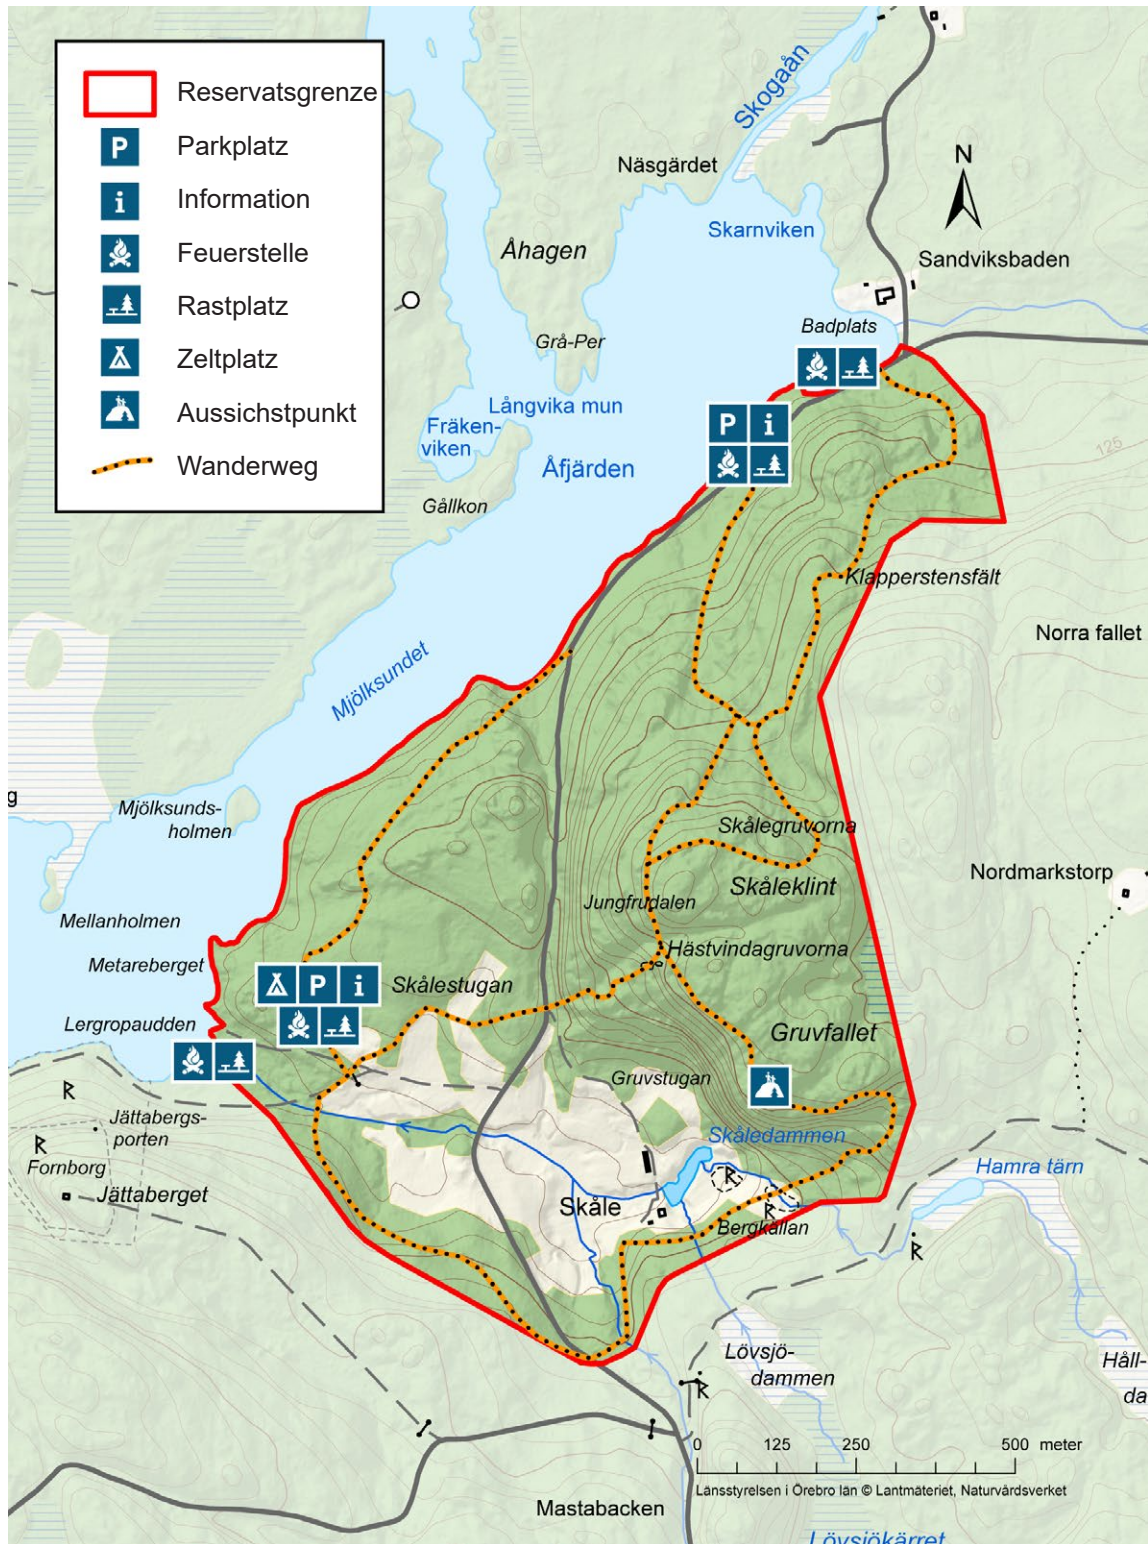 Reservatsgrenze
Parkplatz
Information
Feuerstelle
Rastplatz
Zeltplatz
Aussichstpunkt
Wanderweg
Skogaån
Näsgärdet
N
Skarnviken
Åhagen
Sandviksbaden
Badplats
Grå-Per
Långvika mun
P i
Fräken-
viken
Åfjärden
125
Gållkon
Klapperstensfält
Norra fallet
Mjölksundet
g
Mjölksunds-
holmen
Skålegruvorna
Nordmarkstorp
Skåleklint
Jungfrudalen
Mellanholmen
Hästvindagruvorna
Metareberget
P i
Skålestugan
Lergropaudden
Gruvfallet
Gruvstugan
Jättabergs-
porten
Skåledammen
Fornborg
Hamra tärn
Jättaberget
Skåle
Bergkällan
Lövsjö-
dammen
Håll-
da
0 125 250 500 meter
Länsstyrelsen i Örebro län © Lantmäteriet, Naturvårdsverket
Mastabacken
Lövsjökärret